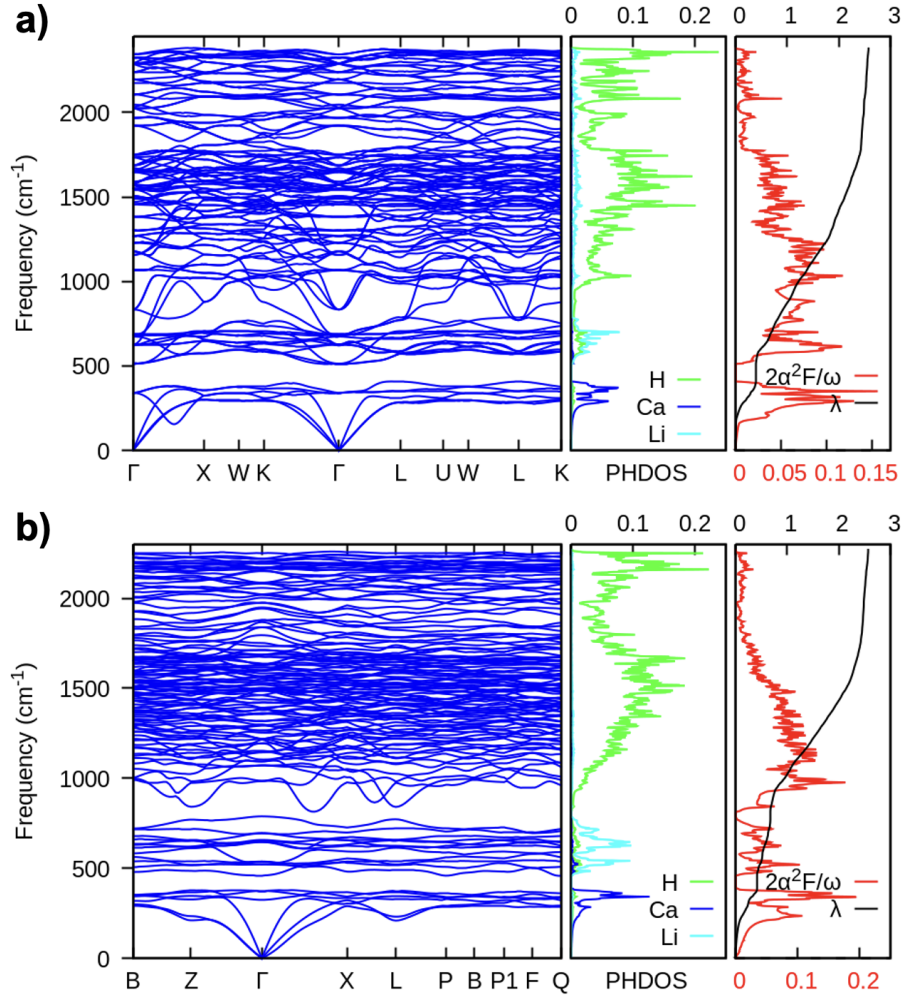 a)
0 0.1 0.2
0 1 2 3
Frequency (cm-1)
2000
1500
1000
500
0
H
Ca
Li
2α²F/ω
λ
Γ X W K Γ L U W L K
PHDOS
0 0.05 0.1 0.15
b)
0 0.1 0.2
0 1 2 3
Frequency (cm-1)
2000
1500
1000
500
0
H
Ca
Li
2α²F/ω
λ
B Z Γ X L P B P1 F Q
PHDOS
0 0.1 0.2